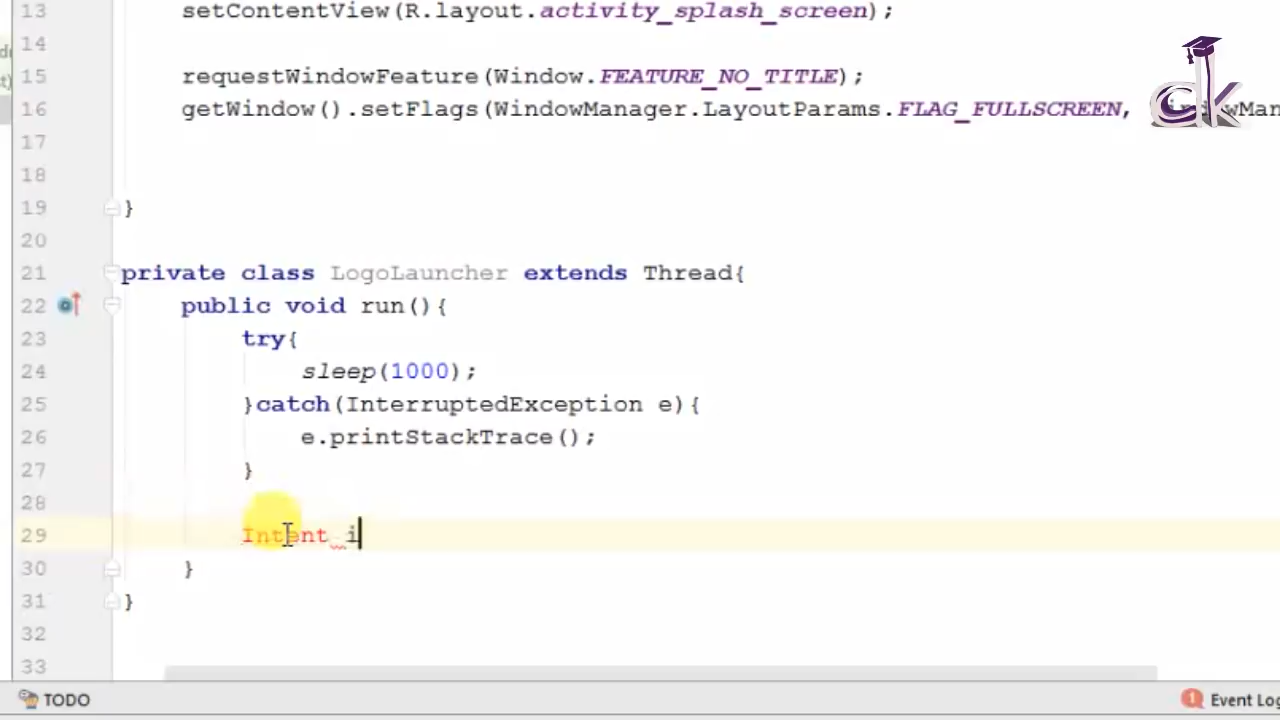 13 setContentView(R.layout.activity_splash_screen);
14
15 requestWindowFeature(Window.FEATURE_NO_TITLE);
16 getWindow().setFlags(WindowManager.LayoutParams.FLAG_FULLSCREEN,
17
18
19 }
20
21 private class LogoLauncher extends Thread{
22 public void run(){
23 try{
24 sleep(1000);
25 }catch(InterruptedException e){
26 e.printStackTrace();
27 }
28
29 Intent i
30 }
31 }
32
33
TODO
Event Log